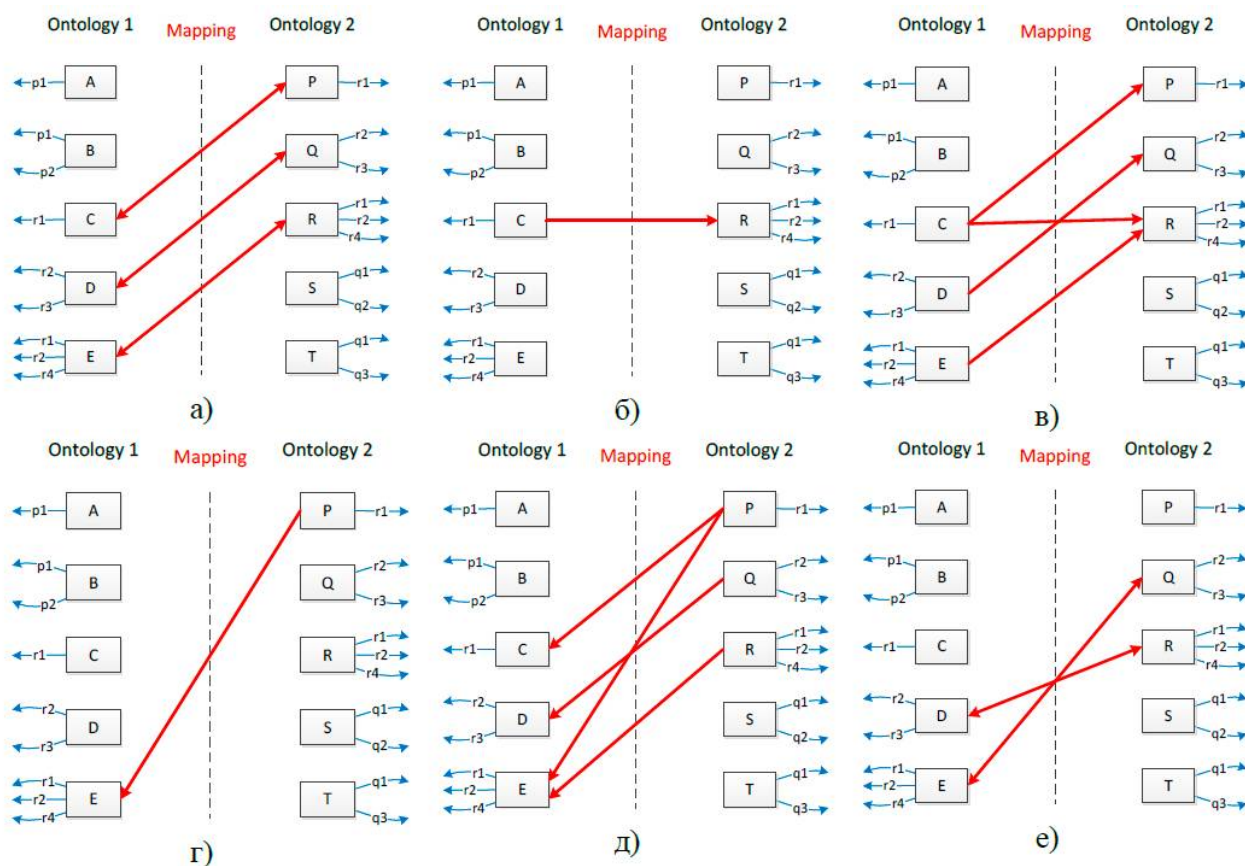 Ontology 1 Mapping Ontology 2
p1 A P r1
p1 B p2 Q r2 r3
r1 C R r1 r2 r4
r2 r3 D S q1 q2
r1 r2 r4 E T q1 q3
а)
Ontology 1 Mapping Ontology 2
p1 A P r1
p1 B p2 Q r2 r3
r1 C R r1 r2 r4
r2 r3 D S q1 q2
r1 r2 r4 E T q1 q3
б)
Ontology 1 Mapping Ontology 2
p1 A P r1
p1 B p2 Q r2 r3
r1 C R r1 r2 r4
r2 r3 D S q1 q2
r1 r2 r4 E T q1 q3
в)
Ontology 1 Mapping Ontology 2
p1 A P r1
p1 B p2 Q r2 r3
r1 C R r1 r2 r4
r2 r3 D S q1 q2
r1 r2 r4 E T q1 q3
г)
Ontology 1 Mapping Ontology 2
p1 A P r1
p1 B p2 Q r2 r3
r1 C R r1 r2 r4
r2 r3 D S q1 q2
r1 r2 r4 E T q1 q3
д)
Ontology 1 Mapping Ontology 2
p1 A P r1
p1 B p2 Q r2 r3
r1 C R r1 r2 r4
r2 r3 D S q1 q2
r1 r2 r4 E T q1 q3
е)